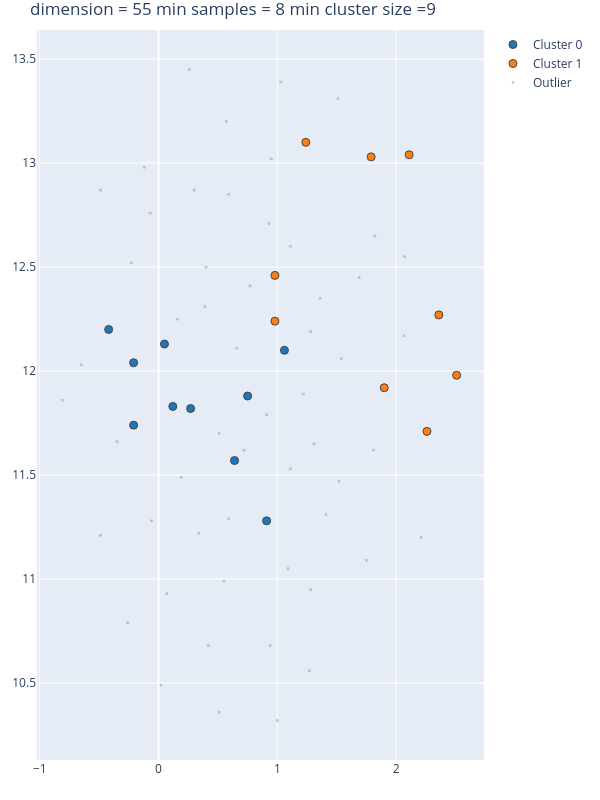 dimension = 55 min samples = 8 min cluster size =9
Cluster 0
Cluster 1
Outlier
13.5
13
12.5
12
11.5
11
10.5
−1
0
1
2